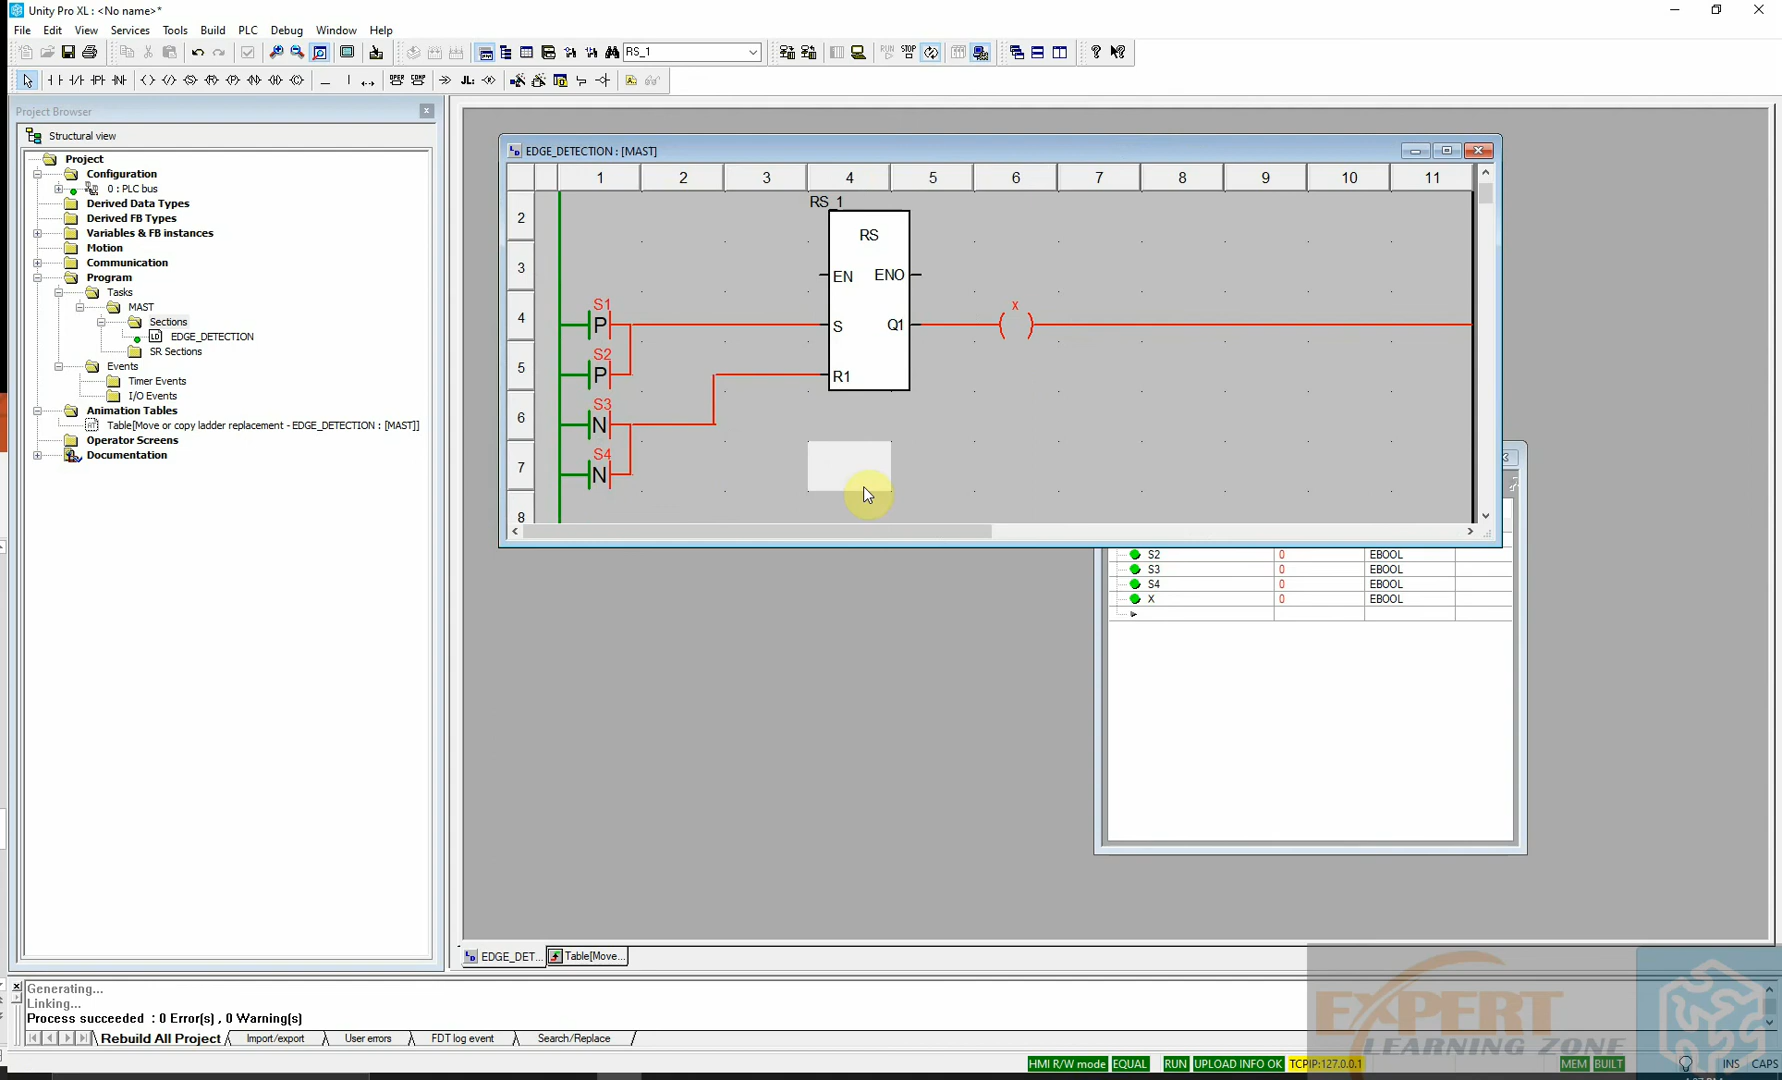 Unity Pro XL : <No name>*
File Edit View Services Tools Build PLC Debug Window Help
RS_1
RUN STOP
OPER COMP
Project Browser
Structural view
Project
Configuration
0 : PLC bus
Derived Data Types
Derived FB Types
Variables & FB instances
Motion
Communication
Program
Tasks
MAST
Sections
EDGE_DETECTION
SR Sections
Events
Timer Events
I/O Events
Animation Tables
Table[Move or copy ladder replacement - EDGE_DETECTION : [MAST]]
Operator Screens
Documentation
EDGE_DETECTION : [MAST]
1 2 3 4 5 6 7 8 9 10 11
2
3
4
5
6
7
8
RS_1
RS
EN ENO
S Q1
R1
S1
P
S2
P
S3
N
S4
N
X
S2 0 EBOOL
S3 0 EBOOL
S4 0 EBOOL
X 0 EBOOL
EDGE_DET... Table[Move...
Generating...
Linking...
Process succeeded : 0 Error(s) , 0 Warning(s)
Rebuild All Project Import/export User errors FDT log event Search/Replace
HMI R/W mode EQUAL RUN UPLOAD INFO OK TCPIP:127.0.0.1 MEM BUILT INS CAPS
EXPERT
LEARNING ZONE